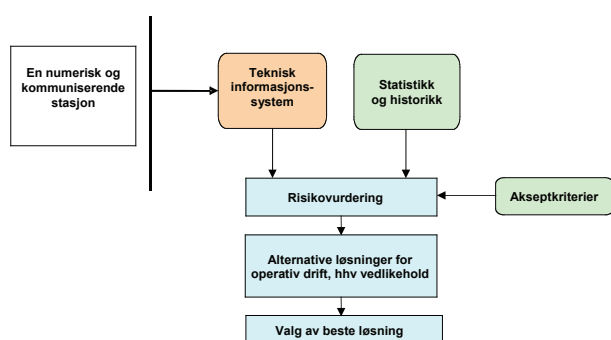 En numerisk og
kommuniserende
stasjon
Teknisk
informasjons-
system
Statistikk
og historikk
Risikovurdering
Akseptkriterier
Alternative løsninger for
operativ drift, hhv vedlikehold
Valg av beste løsning